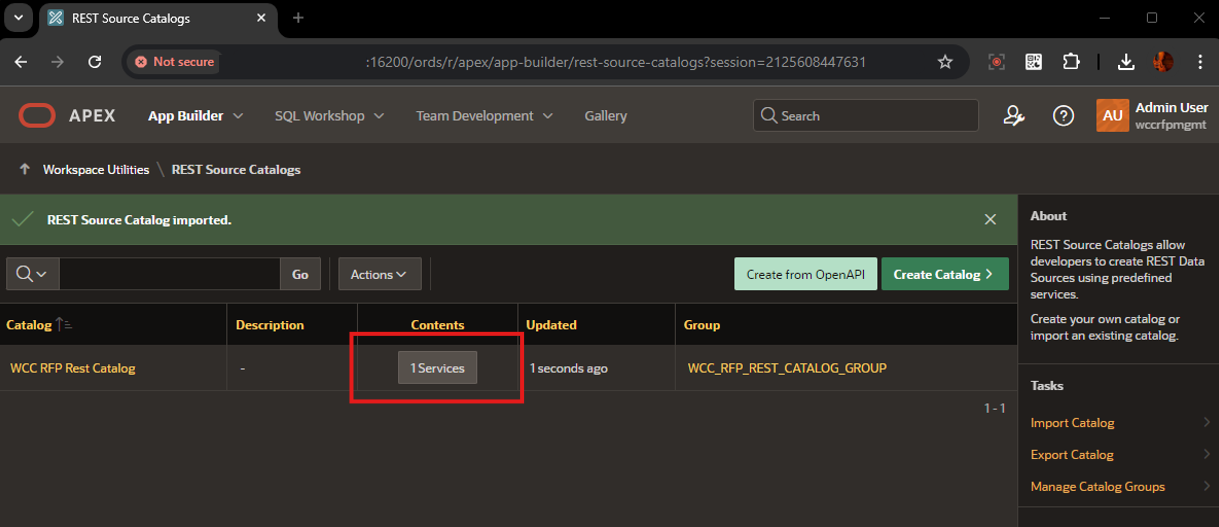 REST Source Catalogs
Not secure
:16200/ords/r/apex/app-builder/rest-source-catalogs?session=2125608447631
APEX
App Builder
SQL Workshop
Team Development
Gallery
Search
AU
Admin User
wccrfpmgmt
Workspace Utilities \ REST Source Catalogs
REST Source Catalog imported.
Go
Actions
Create from OpenAPI
Create Catalog
Catalog
Description
Contents
Updated
Group
WCC RFP Rest Catalog
-
1 Services
1 seconds ago
WCC_RFP_REST_CATALOG_GROUP
1 - 1
About
REST Source Catalogs allow
developers to create REST Data
Sources using predefined
services.
Create your own catalog or
import an existing catalog.
Tasks
Import Catalog
Export Catalog
Manage Catalog Groups